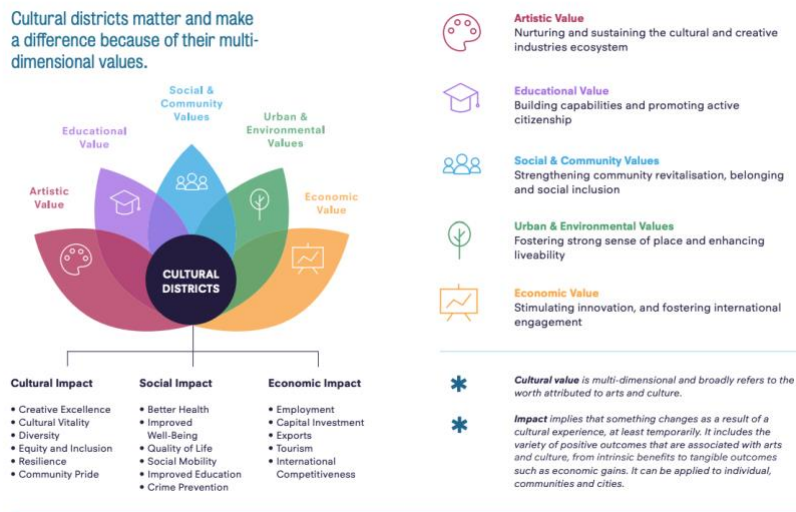 Cultural districts matter and make
a difference because of their multi-
dimensional values.
Social &
Community
Values
Educational
Value
Urban &
Environmental
Values
Artistic
Value
Economic
Value
CULTURAL
DISTRICTS
Cultural Impact
• Creative Excellence
• Cultural Vitality
• Diversity
• Equity and Inclusion
• Resilience
• Community Pride
Social Impact
• Better Health
• Improved
Well-Being
• Quality of Life
• Social Mobility
• Improved Education
• Crime Prevention
Economic Impact
• Employment
• Capital Investment
• Exports
• Tourism
• International
Competitiveness
Artistic Value
Nurturing and sustaining the cultural and creative
industries ecosystem
Educational Value
Building capabilities and promoting active
citizenship
Social & Community Values
Strengthening community revitalisation, belonging
and social inclusion
Urban & Environmental Values
Fostering strong sense of place and enhancing
liveability
Economic Value
Stimulating innovation, and fostering international
engagement
* Cultural value is multi-dimensional and broadly refers to the
worth attributed to arts and culture.
* Impact implies that something changes as a result of a
cultural experience, at least temporarily. It includes the
variety of positive outcomes that are associated with arts
and culture, from intrinsic benefits to tangible outcomes
such as economic gains. It can be applied to individual,
communities and cities.